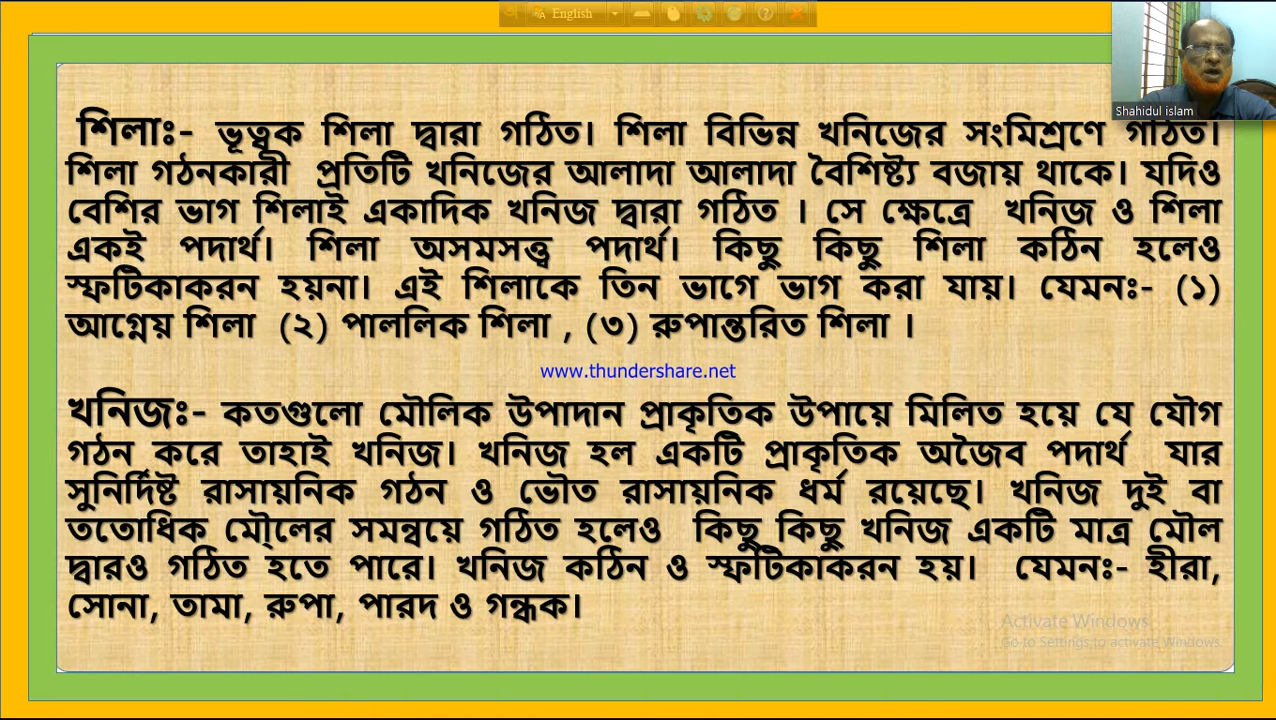 English
Shahidul islam
শিলাঃ- ভূত্বক শিলা দ্বারা গঠিত। শিলা বিভিন্ন খনিজের সংমিশ্রণে গঠিত।
শিলা গঠনকারী প্রতিটি খনিজের আলাদা আলাদা বৈশিষ্ট্য বজায় থাকে। যদিও
বেশির ভাগ শিলাই একাদিক খনিজ দ্বারা গঠিত । সে ক্ষেত্রে খনিজ ও শিলা
একই পদার্থ। শিলা অসমসত্ত্ব পদার্থ। কিছু কিছু শিলা কঠিন হলেও
স্ফটিকাকরন হয়না। এই শিলাকে তিন ভাগে ভাগ করা যায়। যেমনঃ- (১)
আগ্নেয় শিলা (২) পাললিক শিলা , (৩) রুপান্তরিত শিলা ।
www.thundershare.net
খনিজঃ- কতগুলো মৌলিক উপাদান প্রাকৃতিক উপায়ে মিলিত হয়ে যে যৌগ
গঠন করে তাহাই খনিজ। খনিজ হল একটি প্রাকৃতিক অজৈব পদার্থ যার
সুনির্দিষ্ট রাসায়নিক গঠন ও ভৌত রাসায়নিক ধর্ম রয়েছে। খনিজ দুই বা
ততোধিক মৌলের সমন্বয়ে গঠিত হলেও কিছু কিছু খনিজ একটি মাত্র মৌল
দ্বারও গঠিত হতে পারে। খনিজ কঠিন ও স্ফটিকাকরন হয়। যেমনঃ- হীরা,
সোনা, তামা, রুপা, পারদ ও গন্ধক।
Activate Windows
Go to Settings to activate Windows.